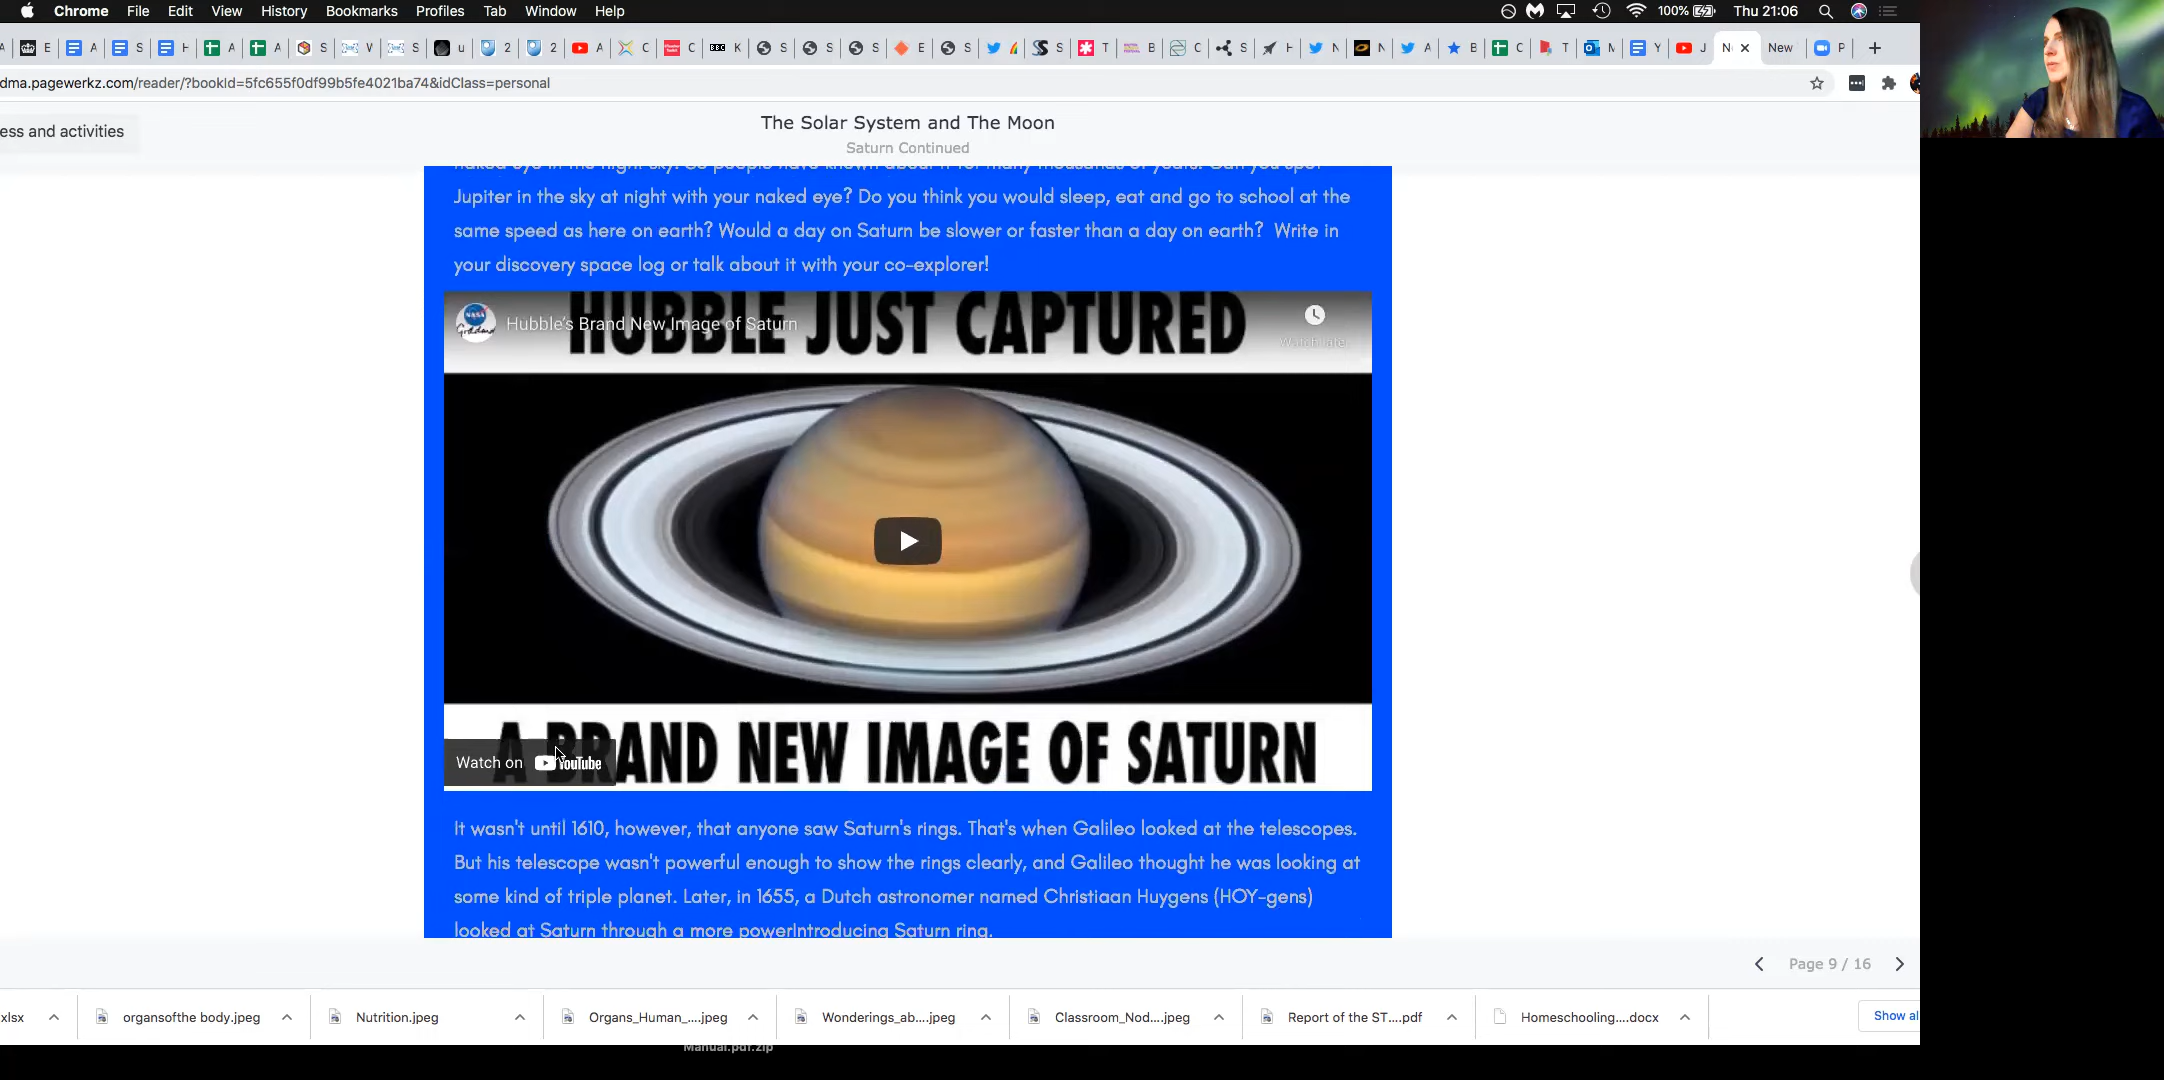 Chrome File Edit View History Bookmarks Profiles Tab Window Help
100% Thu 21:06
A E A S H A A S W S u 2 2 A C C K S S S E S S T B C S H N N A B C T M Y J N New P
dma.pagewerkz.com/reader/?bookId=5fc655f0df99b5fe4021ba74&idClass=personal
ess and activities
The Solar System and The Moon
Saturn Continued
Jupiter in the sky at night with your naked eye? Do you think you would sleep, eat and go to school at the
same speed as here on earth? Would a day on Saturn be slower or faster than a day on earth? Write in
your discovery space log or talk about it with your co-explorer!
HUBBLE JUST CAPTURED
NASA Goddard
Hubble's Brand New Image of Saturn
Watch late
A BRAND NEW IMAGE OF SATURN
Watch on YouTube
It wasn't until 1610, however, that anyone saw Saturn's rings. That's when Galileo looked at the telescopes.
But his telescope wasn't powerful enough to show the rings clearly, and Galileo thought he was looking at
some kind of triple planet. Later, in 1655, a Dutch astronomer named Christiaan Huygens (HOY-gens)
looked at Saturn through a more powerIntroducing Saturn ring.
Page 9 / 16
xlsx organsofthe body.jpeg Nutrition.jpeg Organs_Human_....jpeg Wonderings_ab....jpeg Classroom_Nod....jpeg Report of the ST....pdf Homeschooling....docx Show al
Manual.pdf.zip